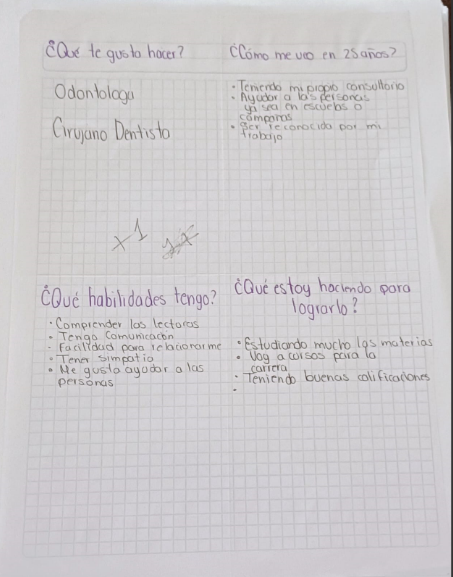 ¿Qué te gusta hacer?
Odontologa
Cirujano Dentista
¿Cómo me veo en 25 años?
· Teniendo mi propio consultorio
· Ayudar a las personas
ya sea en escuelas o
campañas
· Ser reconocida por mi
trabajo
x1
¿Qué habilidades tengo?
· Comprender las lecturas
· Tengo Comunicacón
· Facilidad para relacionarme
· Tener simpatia
· Me gusta ayudar a las
personas
¿Qué estoy haciendo para
lograrlo?
· Estudiando mucho las materias
· Voy a cursos para la
carrera
· Teniendo buenas calificaciones
·